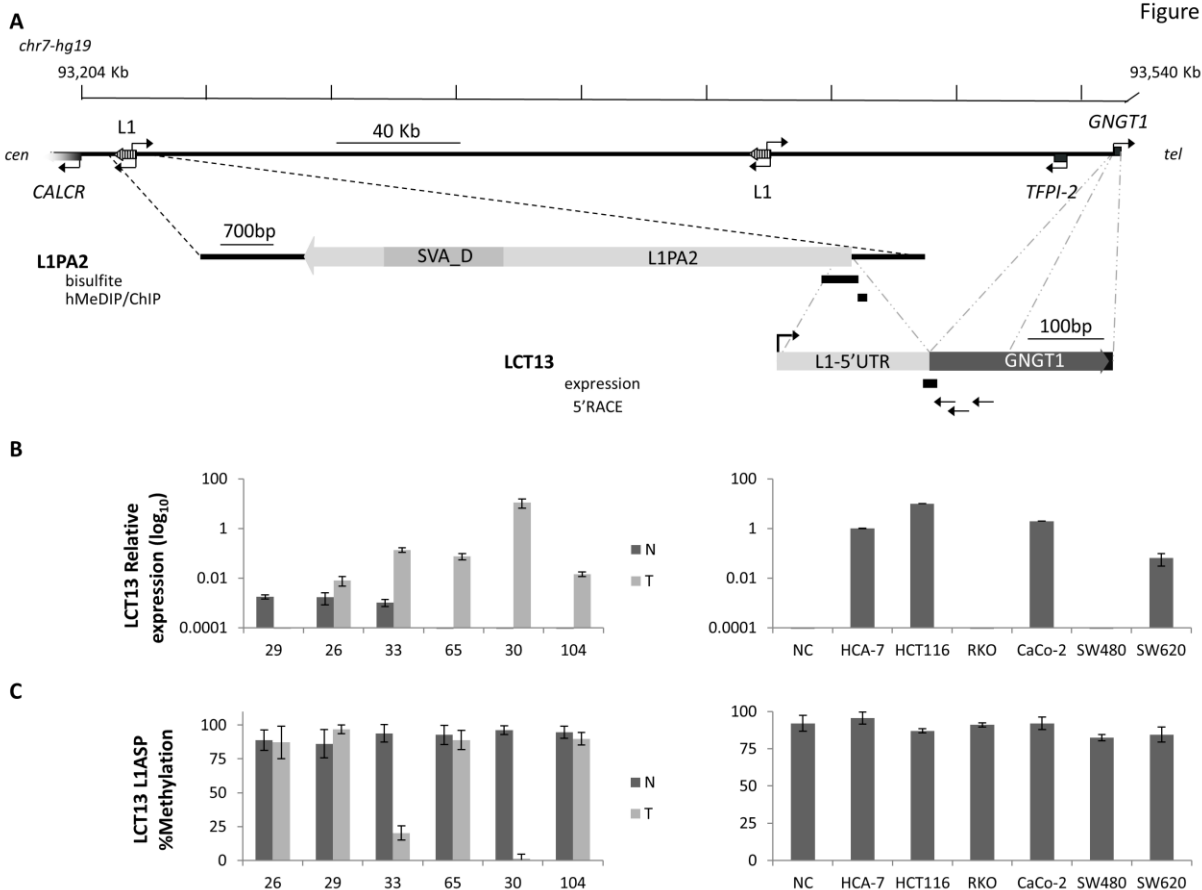 Figure
A
chr7-hg19
93,204 Kb
93,540 Kb
L1
40 Kb
GNGT1
cen
tel
CALCR
L1
TFPI-2
700bp
L1PA2
SVA_D
L1PA2
bisulfite
hMeDIP/ChIP
100bp
LCT13
L1-5'UTR
GNGT1
expression
5'RACE
B
LCT13 Relative
expression (log10)
100
1
0.01
0.0001
29 26 33 65 30 104
N
T
100
1
0.01
0.0001
NC HCA-7 HCT116 RKO CaCo-2 SW480 SW620
C
LCT13 L1ASP
%Methylation
100
75
50
25
0
26 29 33 65 30 104
N
T
100
75
50
25
0
NC HCA-7 HCT116 RKO CaCo-2 SW480 SW620